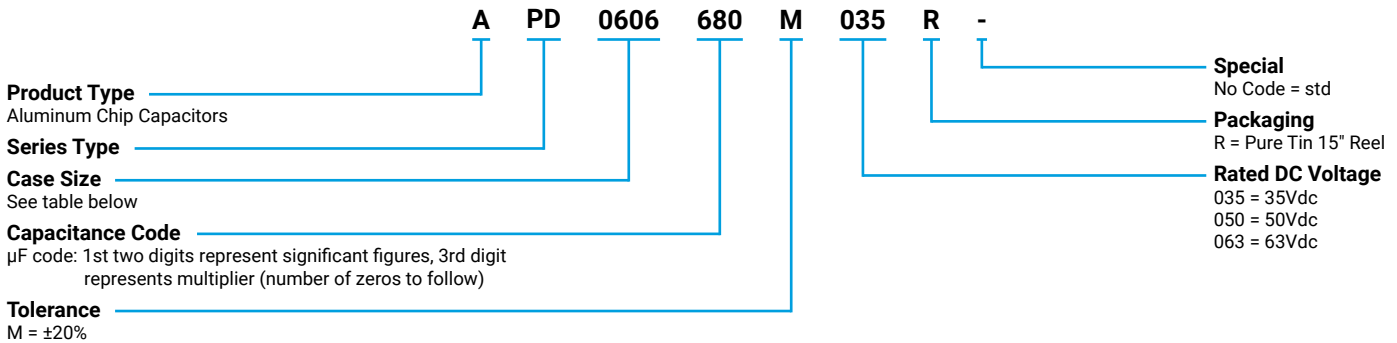 A PD 0606 680 M 035 R -
Product Type
Aluminum Chip Capacitors
Series Type
Case Size
See table below
Capacitance Code
µF code: 1st two digits represent significant figures, 3rd digit
represents multiplier (number of zeros to follow)
Tolerance
M = ±20%
Special
No Code = std
Packaging
R = Pure Tin 15" Reel
Rated DC Voltage
035 = 35Vdc
050 = 50Vdc
063 = 63Vdc